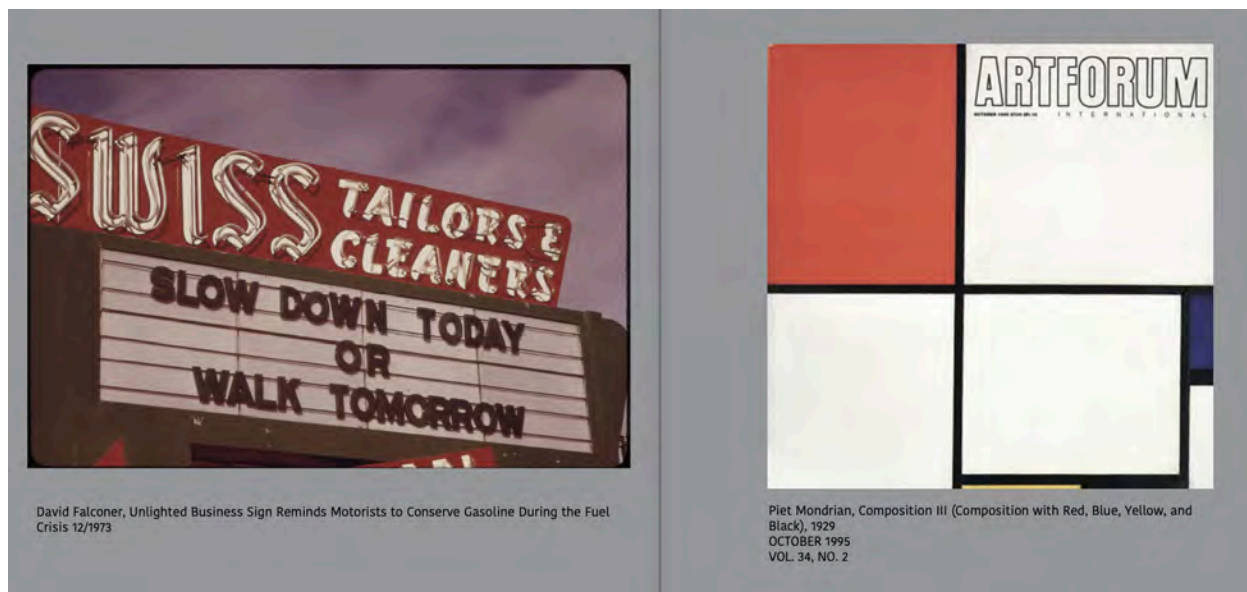 SWISS
TAILORS &
CLEANERS
SLOW DOWN TODAY
OR
WALK TOMORROW
David Falconer, Unlighted Business Sign Reminds Motorists to Conserve Gasoline During the Fuel
Crisis 12/1973
ARTFORUM
INTERNATIONAL
Piet Mondrian, Composition III (Composition with Red, Blue, Yellow, and
Black), 1929
OCTOBER 1995
VOL. 34, NO. 2